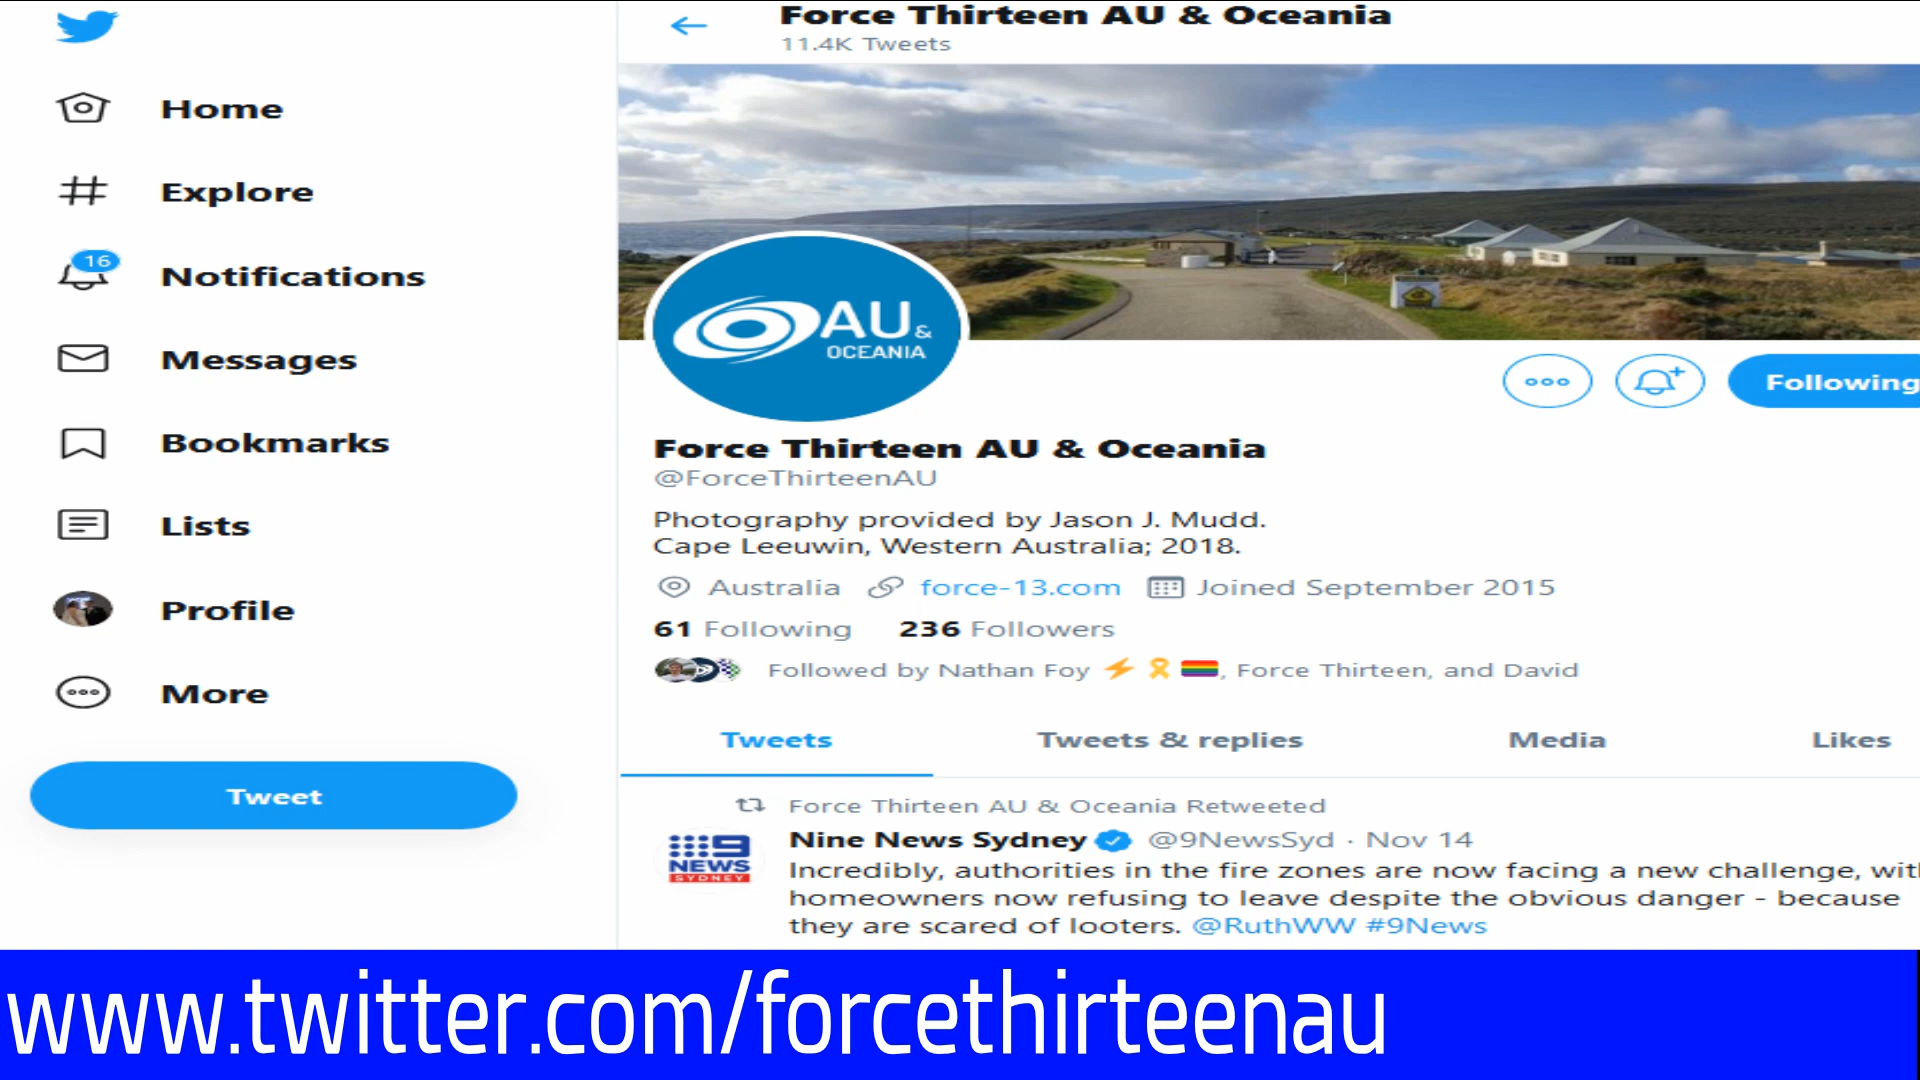 Force Thirteen AU & Oceania
11.4K Tweets
Home
Explore
16
Notifications
Messages
Bookmarks
Lists
Profile
More
Tweet
AU &
OCEANIA
Following
Force Thirteen AU & Oceania
@ForceThirteenAU
Photography provided by Jason J. Mudd.
Cape Leeuwin, Western Australia; 2018.
Australia force-13.com Joined September 2015
61 Following 236 Followers
Followed by Nathan Foy ⚡🎗🏳️‍🌈, Force Thirteen, and David
Tweets Tweets & replies Media Likes
Force Thirteen AU & Oceania Retweeted
Nine News Sydney @9NewsSyd · Nov 14
9
NEWS
SYDNEY
Incredibly, authorities in the fire zones are now facing a new challenge, wit
homeowners now refusing to leave despite the obvious danger - because
they are scared of looters. @RuthWW #9News
www.twitter.com/forcethirteenau